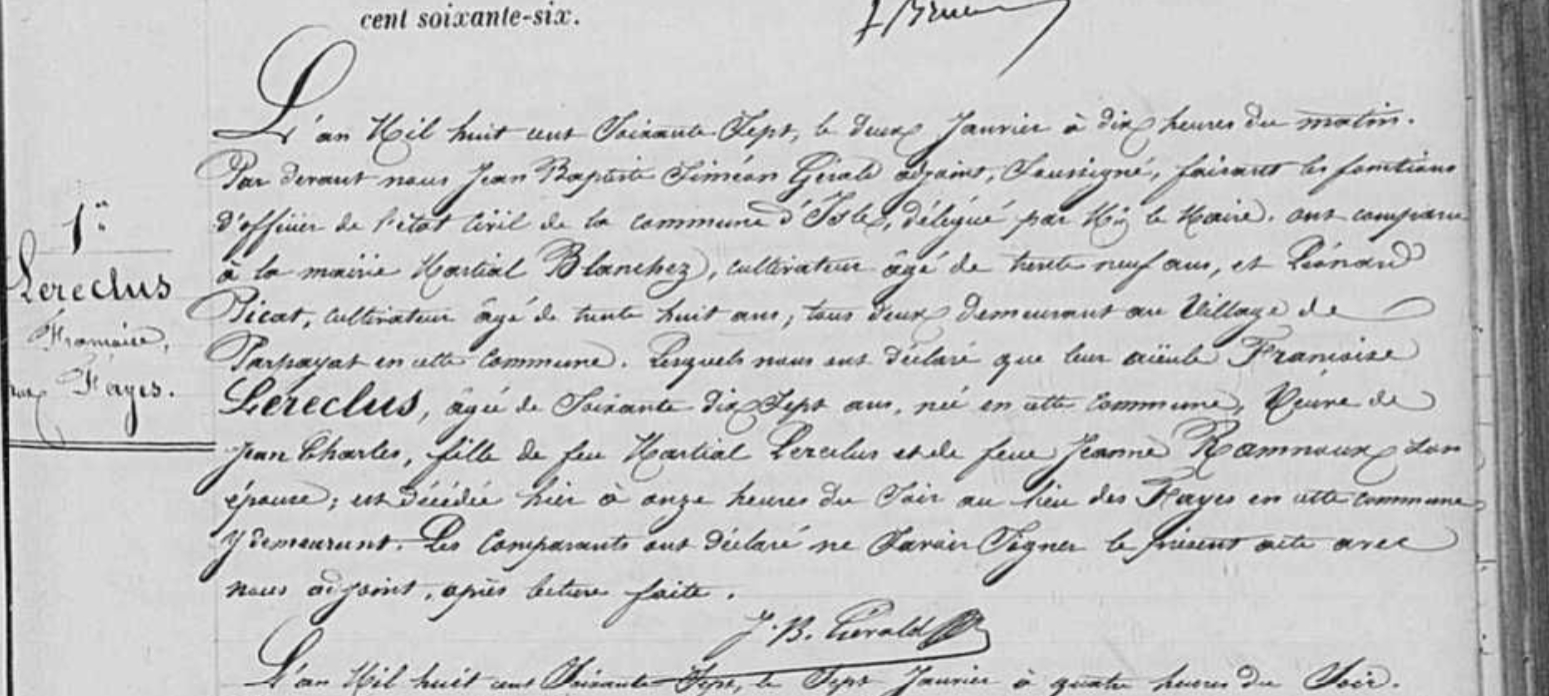 cent soixante-six.
L'an Mil huit cent Soixante Sept, le deux Janvier à dix heures du matin.
Par devant nous Jean Baptiste Siméon Gérald adjoint, Soussigné, faisant les fonctions
d'officier de l'état Civil de la commune d'Isle, délégué par Mr le Maire. ont comparu
à la mairie Martial Blanchez, cultivateur âgé de trente neuf ans, et Léonard
Picat, cultivateur âgé de trente huit ans, tous deux demeurant au Village de
Parpayat en cette Commune. Lesquels nous ont déclaré que leur aïeule Francoise
Lereclus, âgée de Soixante dix Sept ans, née en cette Commune, Veuve de
Jean Charles, fille de feu Martial Lereclus et de feue Jeanne Ramnoux son
épouse; est décédée hier à onze heures du Soir au lieu des Fayes en cette commune
y demeurant. Les Comparants ont déclaré ne Savoir Signer le présent acte avec
nous adjoint, après lecture faite.
1er
Lereclus
Francoise,
aux Fayes.
J. B. Gérald
L'an Mil huit cent Soixante Sept, le Sept Janvier à quatre heures du Soir.